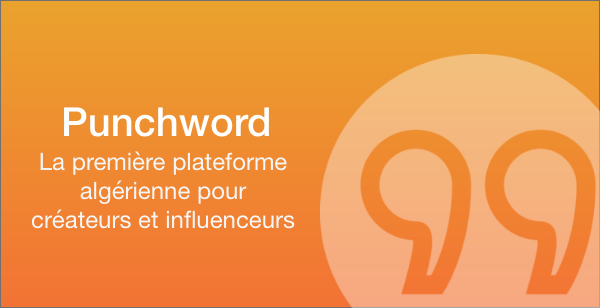 Punchword
La première plateforme
algérienne pour
créateurs et influenceurs